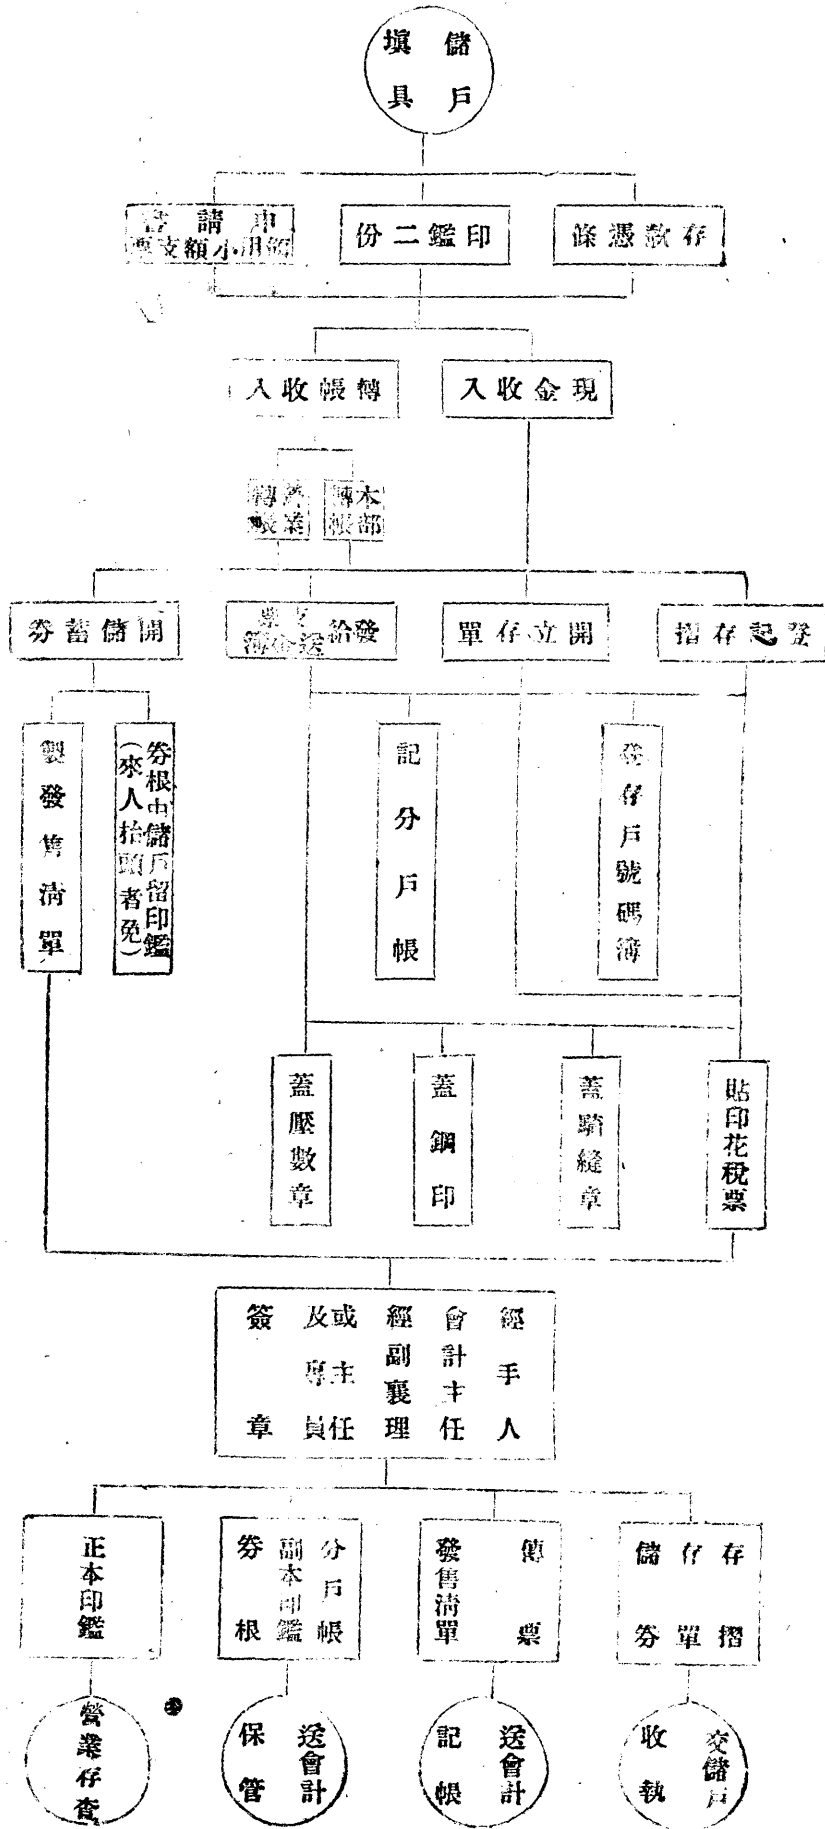 儲戶
填具
存款憑條
印鑑二份
申請書
領用小額支票
現金收入
轉帳收入
本部
轉帳
營業
轉帳
登起存摺
開立存單
發給
支票
送金簿
開儲蓄券
登存戶號碼簿
記分戶帳
券根由儲戶留印鑑
(來人抬頭者免)
製發售清單
貼印花稅票
蓋騎縫章
蓋鋼印
蓋壓數章
經手人
會計主任
經副襄理
或主任
及專員
簽章
存摺
存單
儲券
傳票
發售清單
分戶帳
副本印鑑
券根
正本印鑑
交儲戶
收執
送會計
記帳
送會計
保管
營業存查